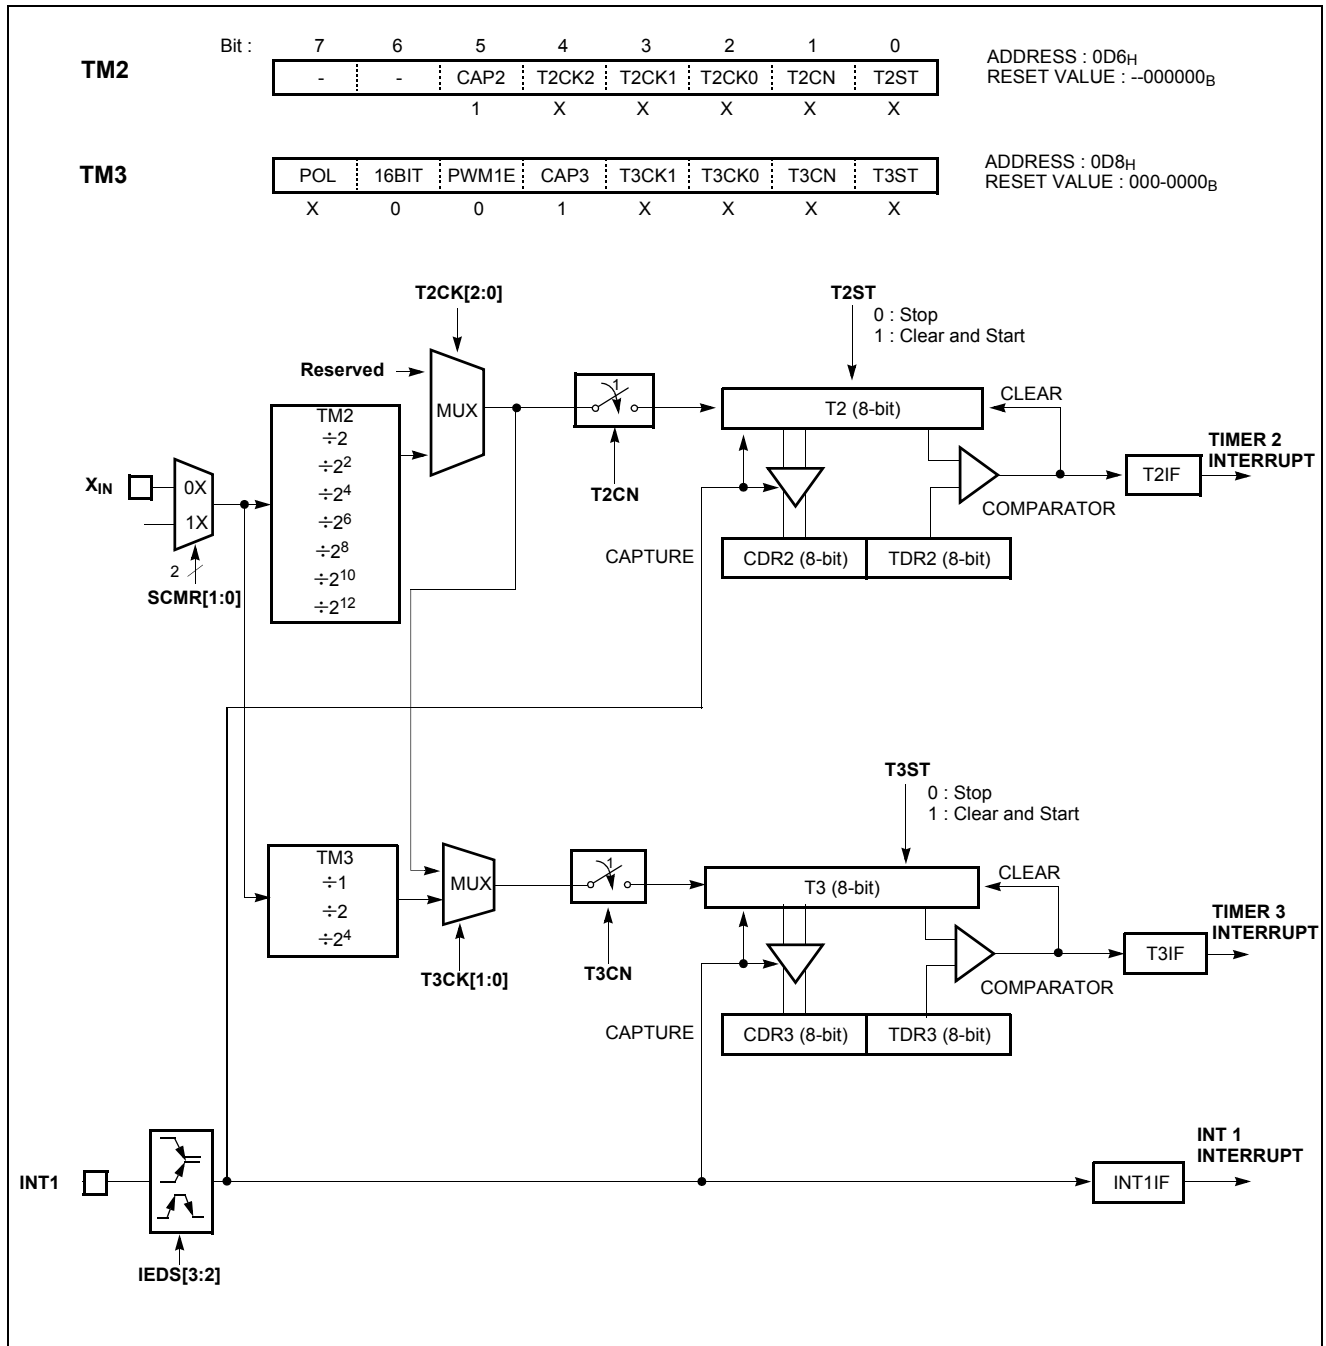 Bit : 7 6 5 4 3 2 1 0
TM2 - - CAP2 T2CK2 T2CK1 T2CK0 T2CN T2ST
ADDRESS : 0D6H
RESET VALUE : --000000B
1 X X X X X
TM3 POL 16BIT PWM1E CAP3 T3CK1 T3CK0 T3CN T3ST
ADDRESS : 0D8H
RESET VALUE : 000-0000B
X 0 0 1 X X X X
T2CK[2:0]
T2ST
0 : Stop
1 : Clear and Start
Reserved
MUX
1
T2 (8-bit)
CLEAR
TM2
÷2
÷2²
÷2⁴
÷2⁶
÷2⁸
÷2¹⁰
÷2¹²
XIN
0X
1X
2
SCMR[1:0]
T2CN
COMPARATOR
T2IF
TIMER 2
INTERRUPT
CAPTURE
CDR2 (8-bit)
TDR2 (8-bit)
T3ST
0 : Stop
1 : Clear and Start
TM3
÷1
÷2
÷2⁴
MUX
1
T3 (8-bit)
CLEAR
T3CK[1:0]
T3CN
COMPARATOR
T3IF
TIMER 3
INTERRUPT
CAPTURE
CDR3 (8-bit)
TDR3 (8-bit)
INT1
IEDS[3:2]
INT1IF
INT 1
INTERRUPT